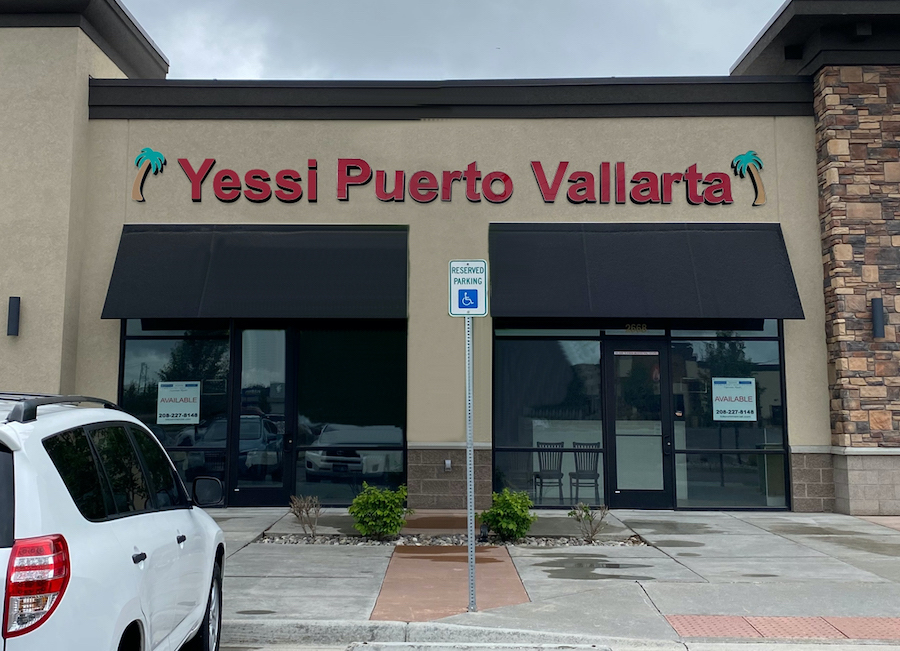 Yessi Puerto Vallarta
RESERVED
PARKING
2668
AVAILABLE
208-227-8148
AVAILABLE
208-227-8148